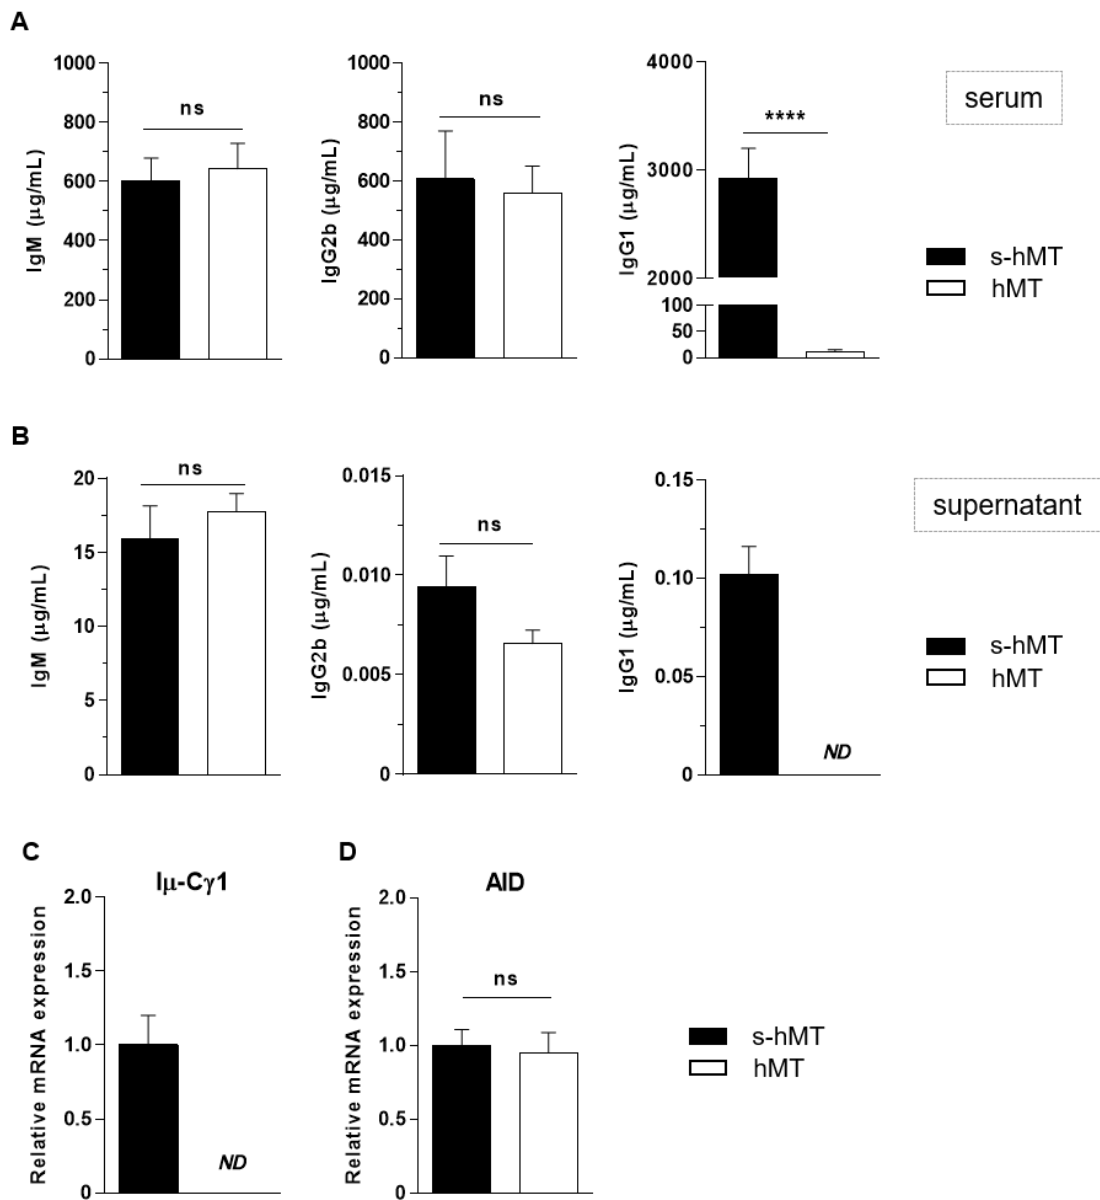 A
IgM (μg/mL)
1000
800
600
400
200
0
ns
IgG2b (μg/mL)
1000
800
600
400
200
0
ns
IgG1 (μg/mL)
4000
3000
2000
100
50
0
****
serum
s-hMT
hMT
B
IgM (μg/mL)
20
15
10
5
0
ns
IgG2b (μg/mL)
0.015
0.010
0.005
0
ns
IgG1 (μg/mL)
0.15
0.10
0.05
0
ND
supernatant
s-hMT
hMT
C
Iμ-Cγ1
Relative mRNA expression
2.0
1.5
1.0
0.5
0
ND
D
AID
Relative mRNA expression
2.0
1.5
1.0
0.5
0
ns
s-hMT
hMT